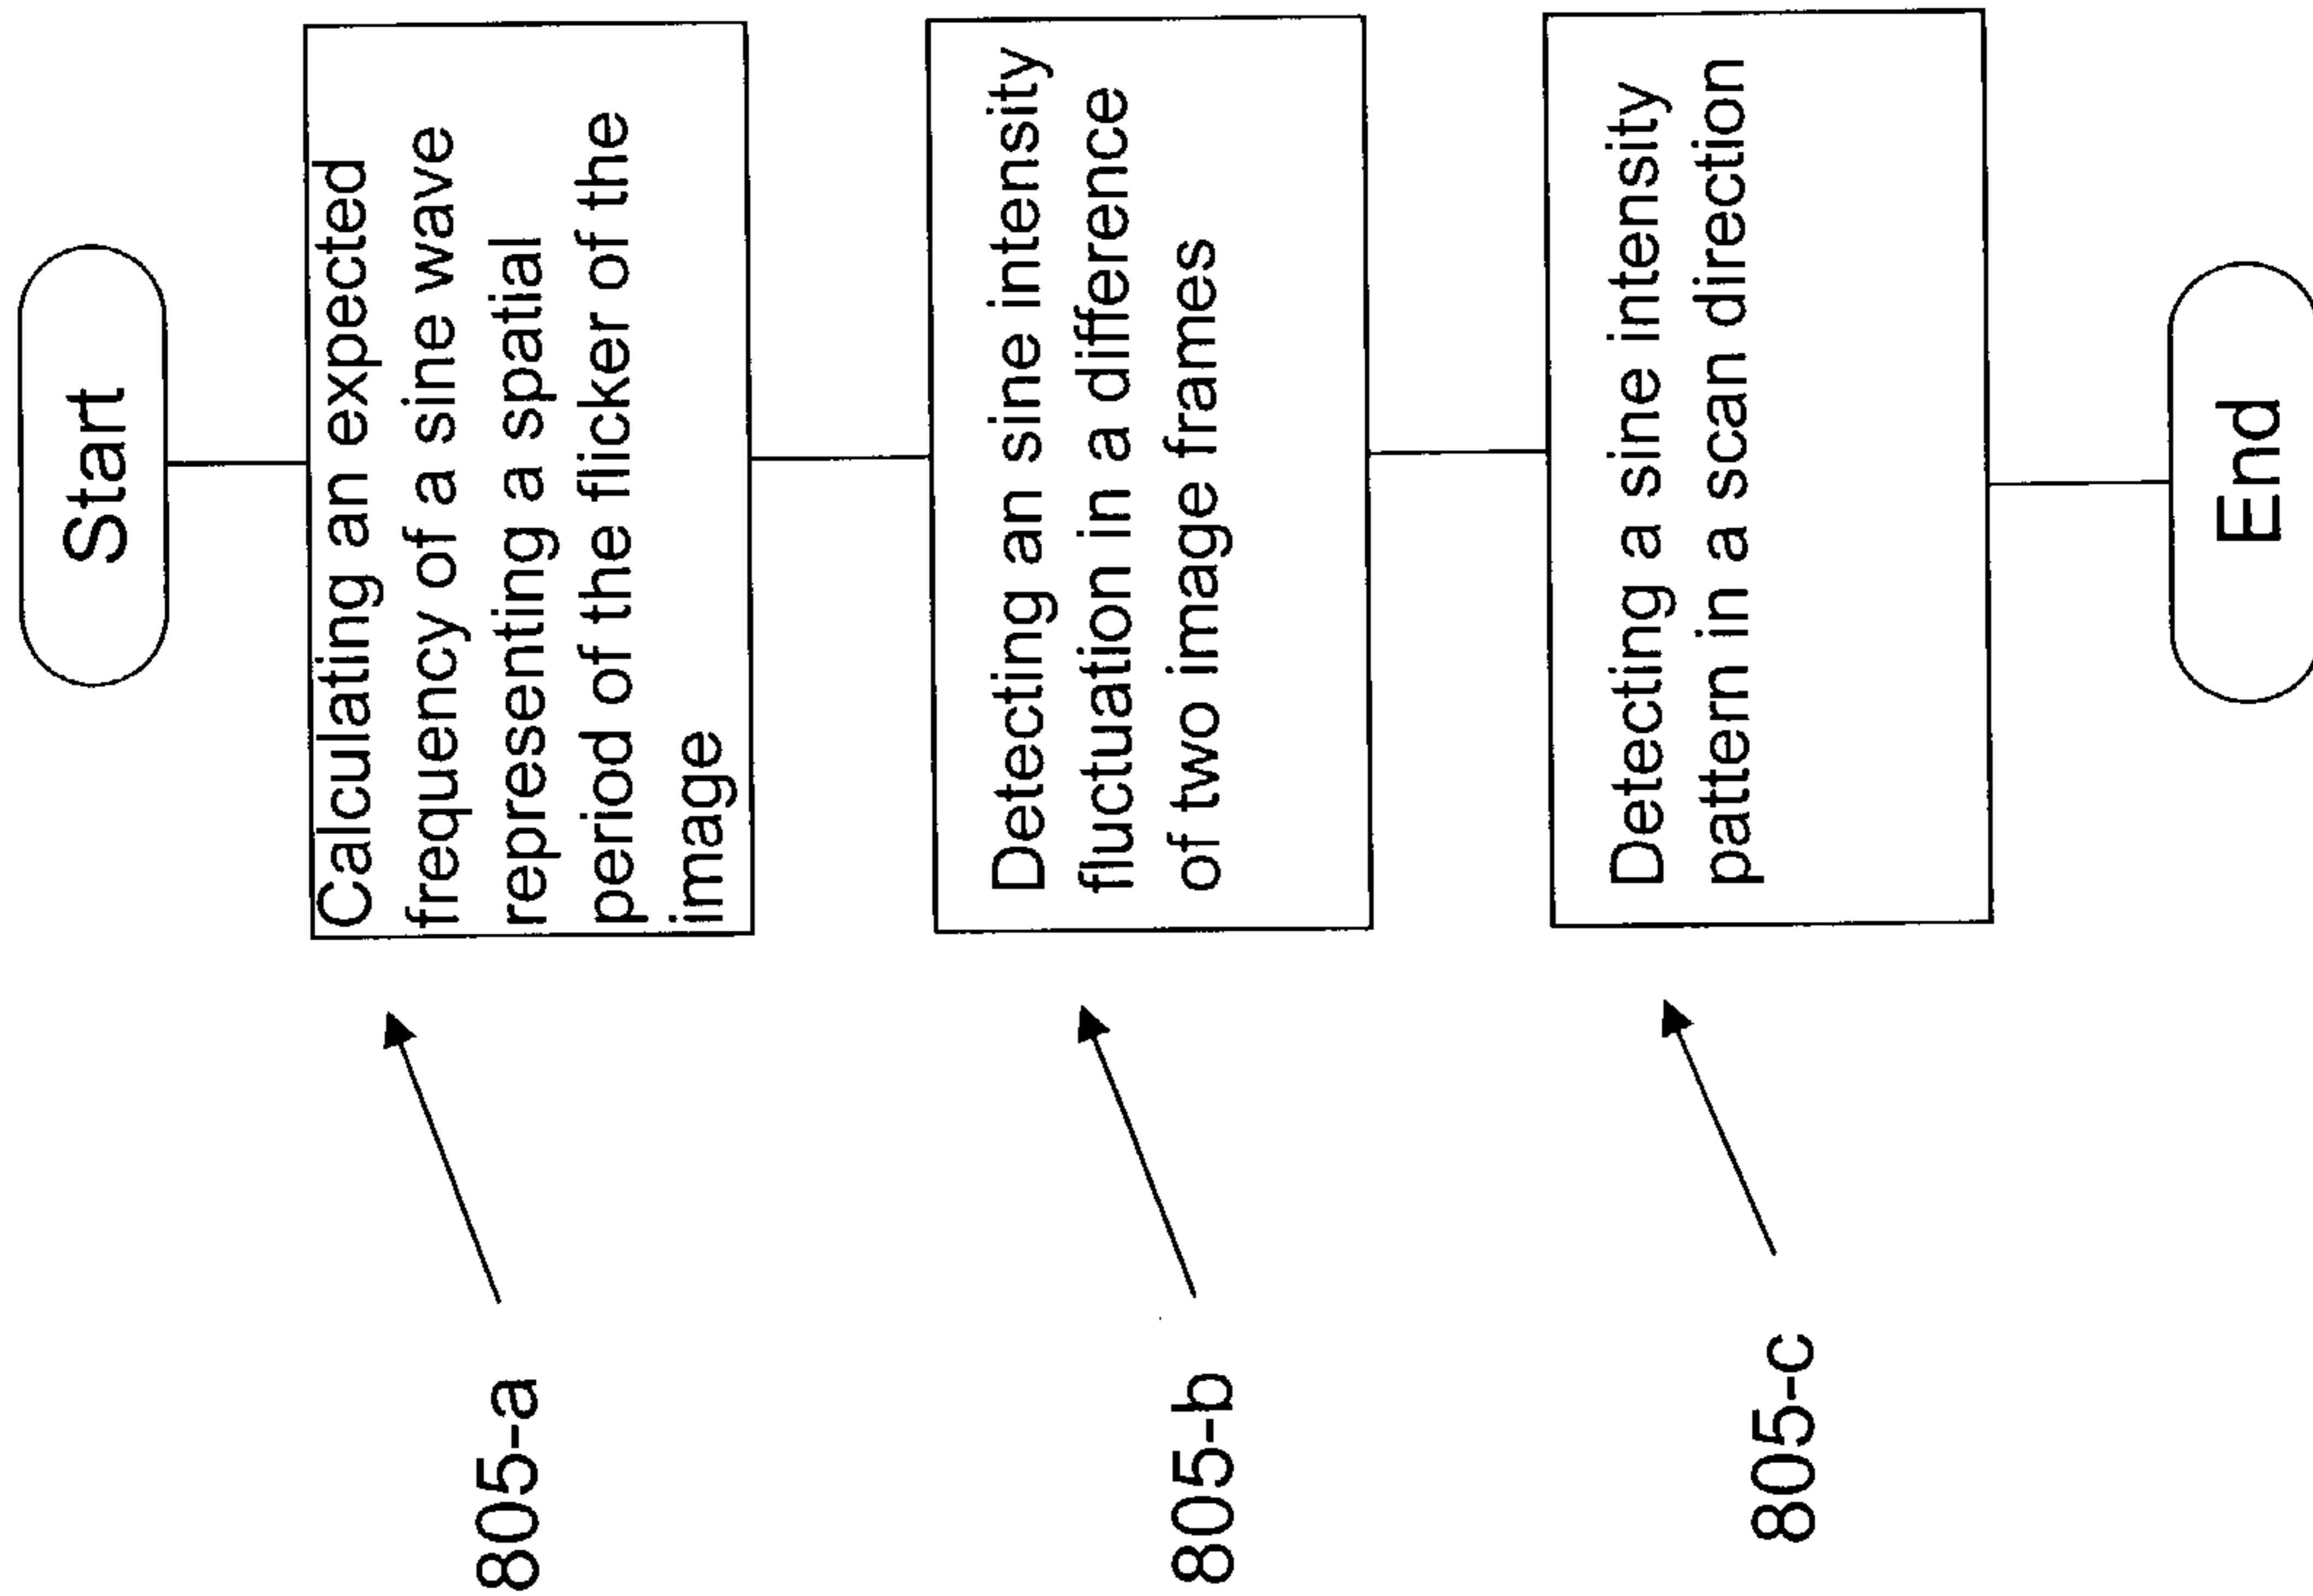 Start
805-a
Calculating an expected
frequency of a sine wave
representing a spatial
period of the flicker of the
image
805-b
Detecting an sine intensity
fluctuation in a difference
of two image frames
805-c
Detecting a sine intensity
pattern in a scan direction
End